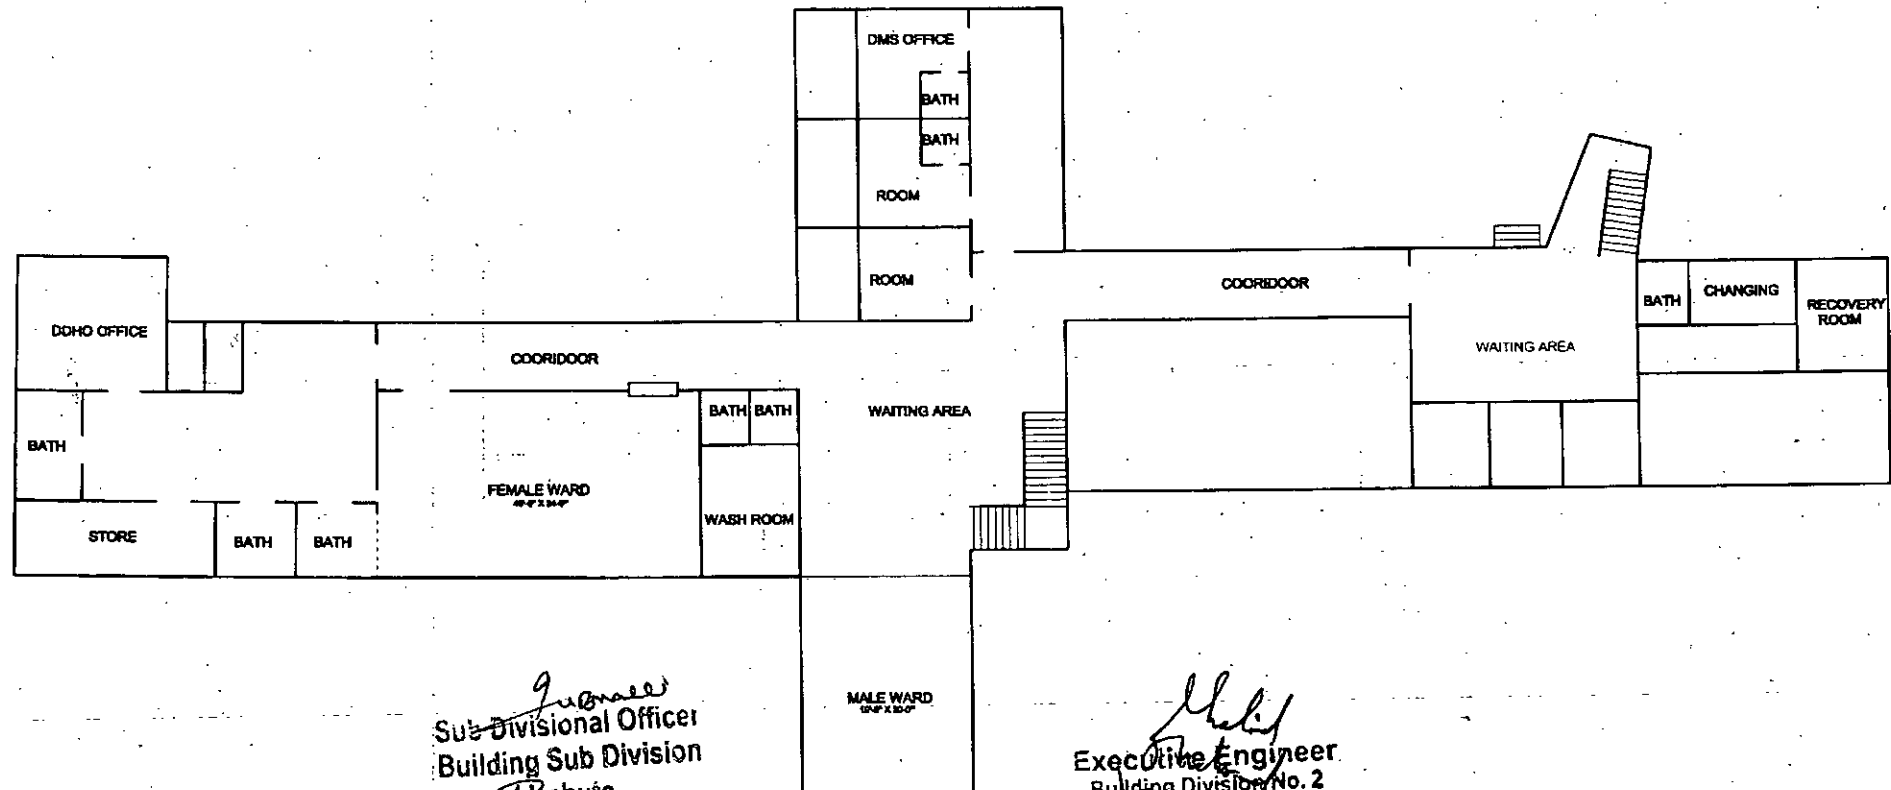 DMS OFFICE
BATH
BATH
ROOM
ROOM
COORIDOOR
BATH
CHANGING
RECOVERY
ROOM
DDHO OFFICE
COORIDOOR
WAITING AREA
BATH
BATH
WAITING AREA
BATH
FEMALE WARD
WASH ROOM
STORE
BATH
BATH
MALE WARD
Sub Divisional Officer
Building Sub Division
Executive Engineer
Building Division No. 2